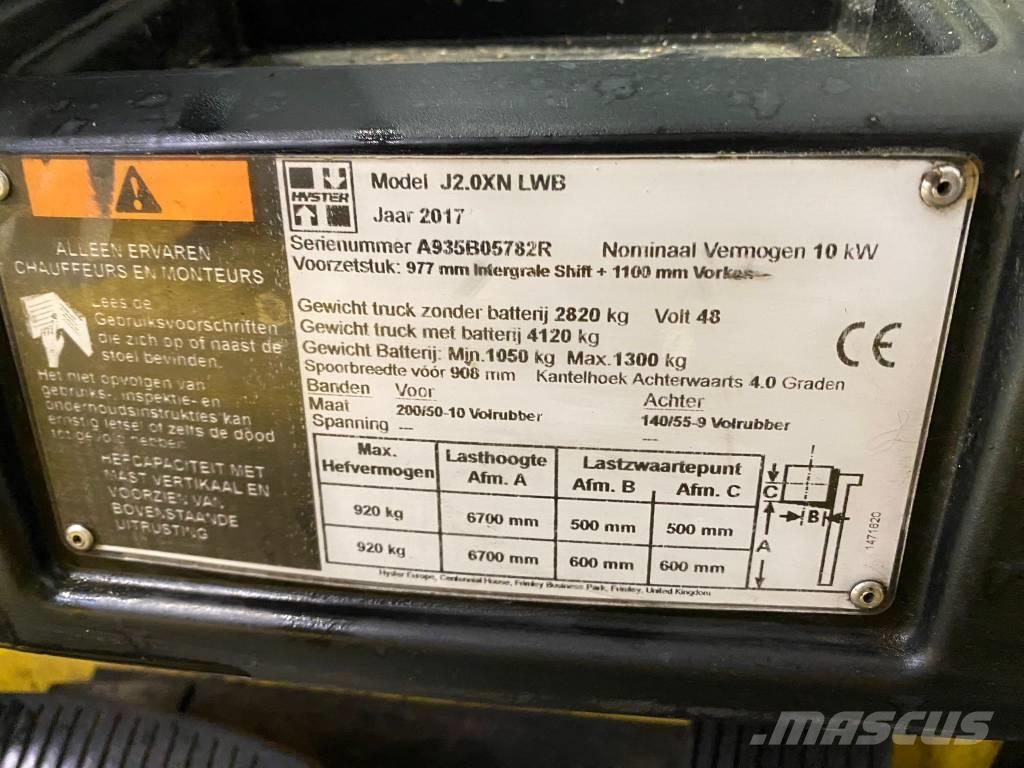 ALLEEN ERVAREN
CHAUFFEURS EN MONTEURS
Lees de
Gebruiksvoorschriften
die zich op of naast de
stoel bevinden.
Het niet opvolgen van
gebruiks-, inspektie- en
onderhoudsinstrukties kan
ernstig letsel of zelfs de dood
tot gevolg hebben.
HEFCAPACITEIT MET
MAST VERTIKAAL EN
VOORZIEN VAN
BOVENSTAANDE
UITRUSTING
HYSTER
Model J2.0XN LWB
Jaar 2017
Serienummer A935B05782R Nominaal Vermogen 10 kW
Voorzetstuk: 977 mm Intergrale Shift + 1100 mm Vorken
Gewicht truck zonder batterij 2820 kg Volt 48
Gewicht truck met batterij 4120 kg
Gewicht Batterij: Min.1050 kg Max.1300 kg
Spoorbreedte vóór 908 mm Kantelhoek Achterwaarts 4.0 Graden
Banden Voor Achter
Maat 200/50-10 Volrubber 140/55-9 Volrubber
Spanning --- ---
CE
Max. Hefvermogen Lasthoogte Afm. A Lastzwaartepunt
Afm. B Afm. C
920 kg 6700 mm 500 mm 500 mm
920 kg 6700 mm 600 mm 600 mm
C
B
A
1471620
Hyster Europe, Centennial House, Frimley Business Park, Frimley, United Kingdom
MASCUS